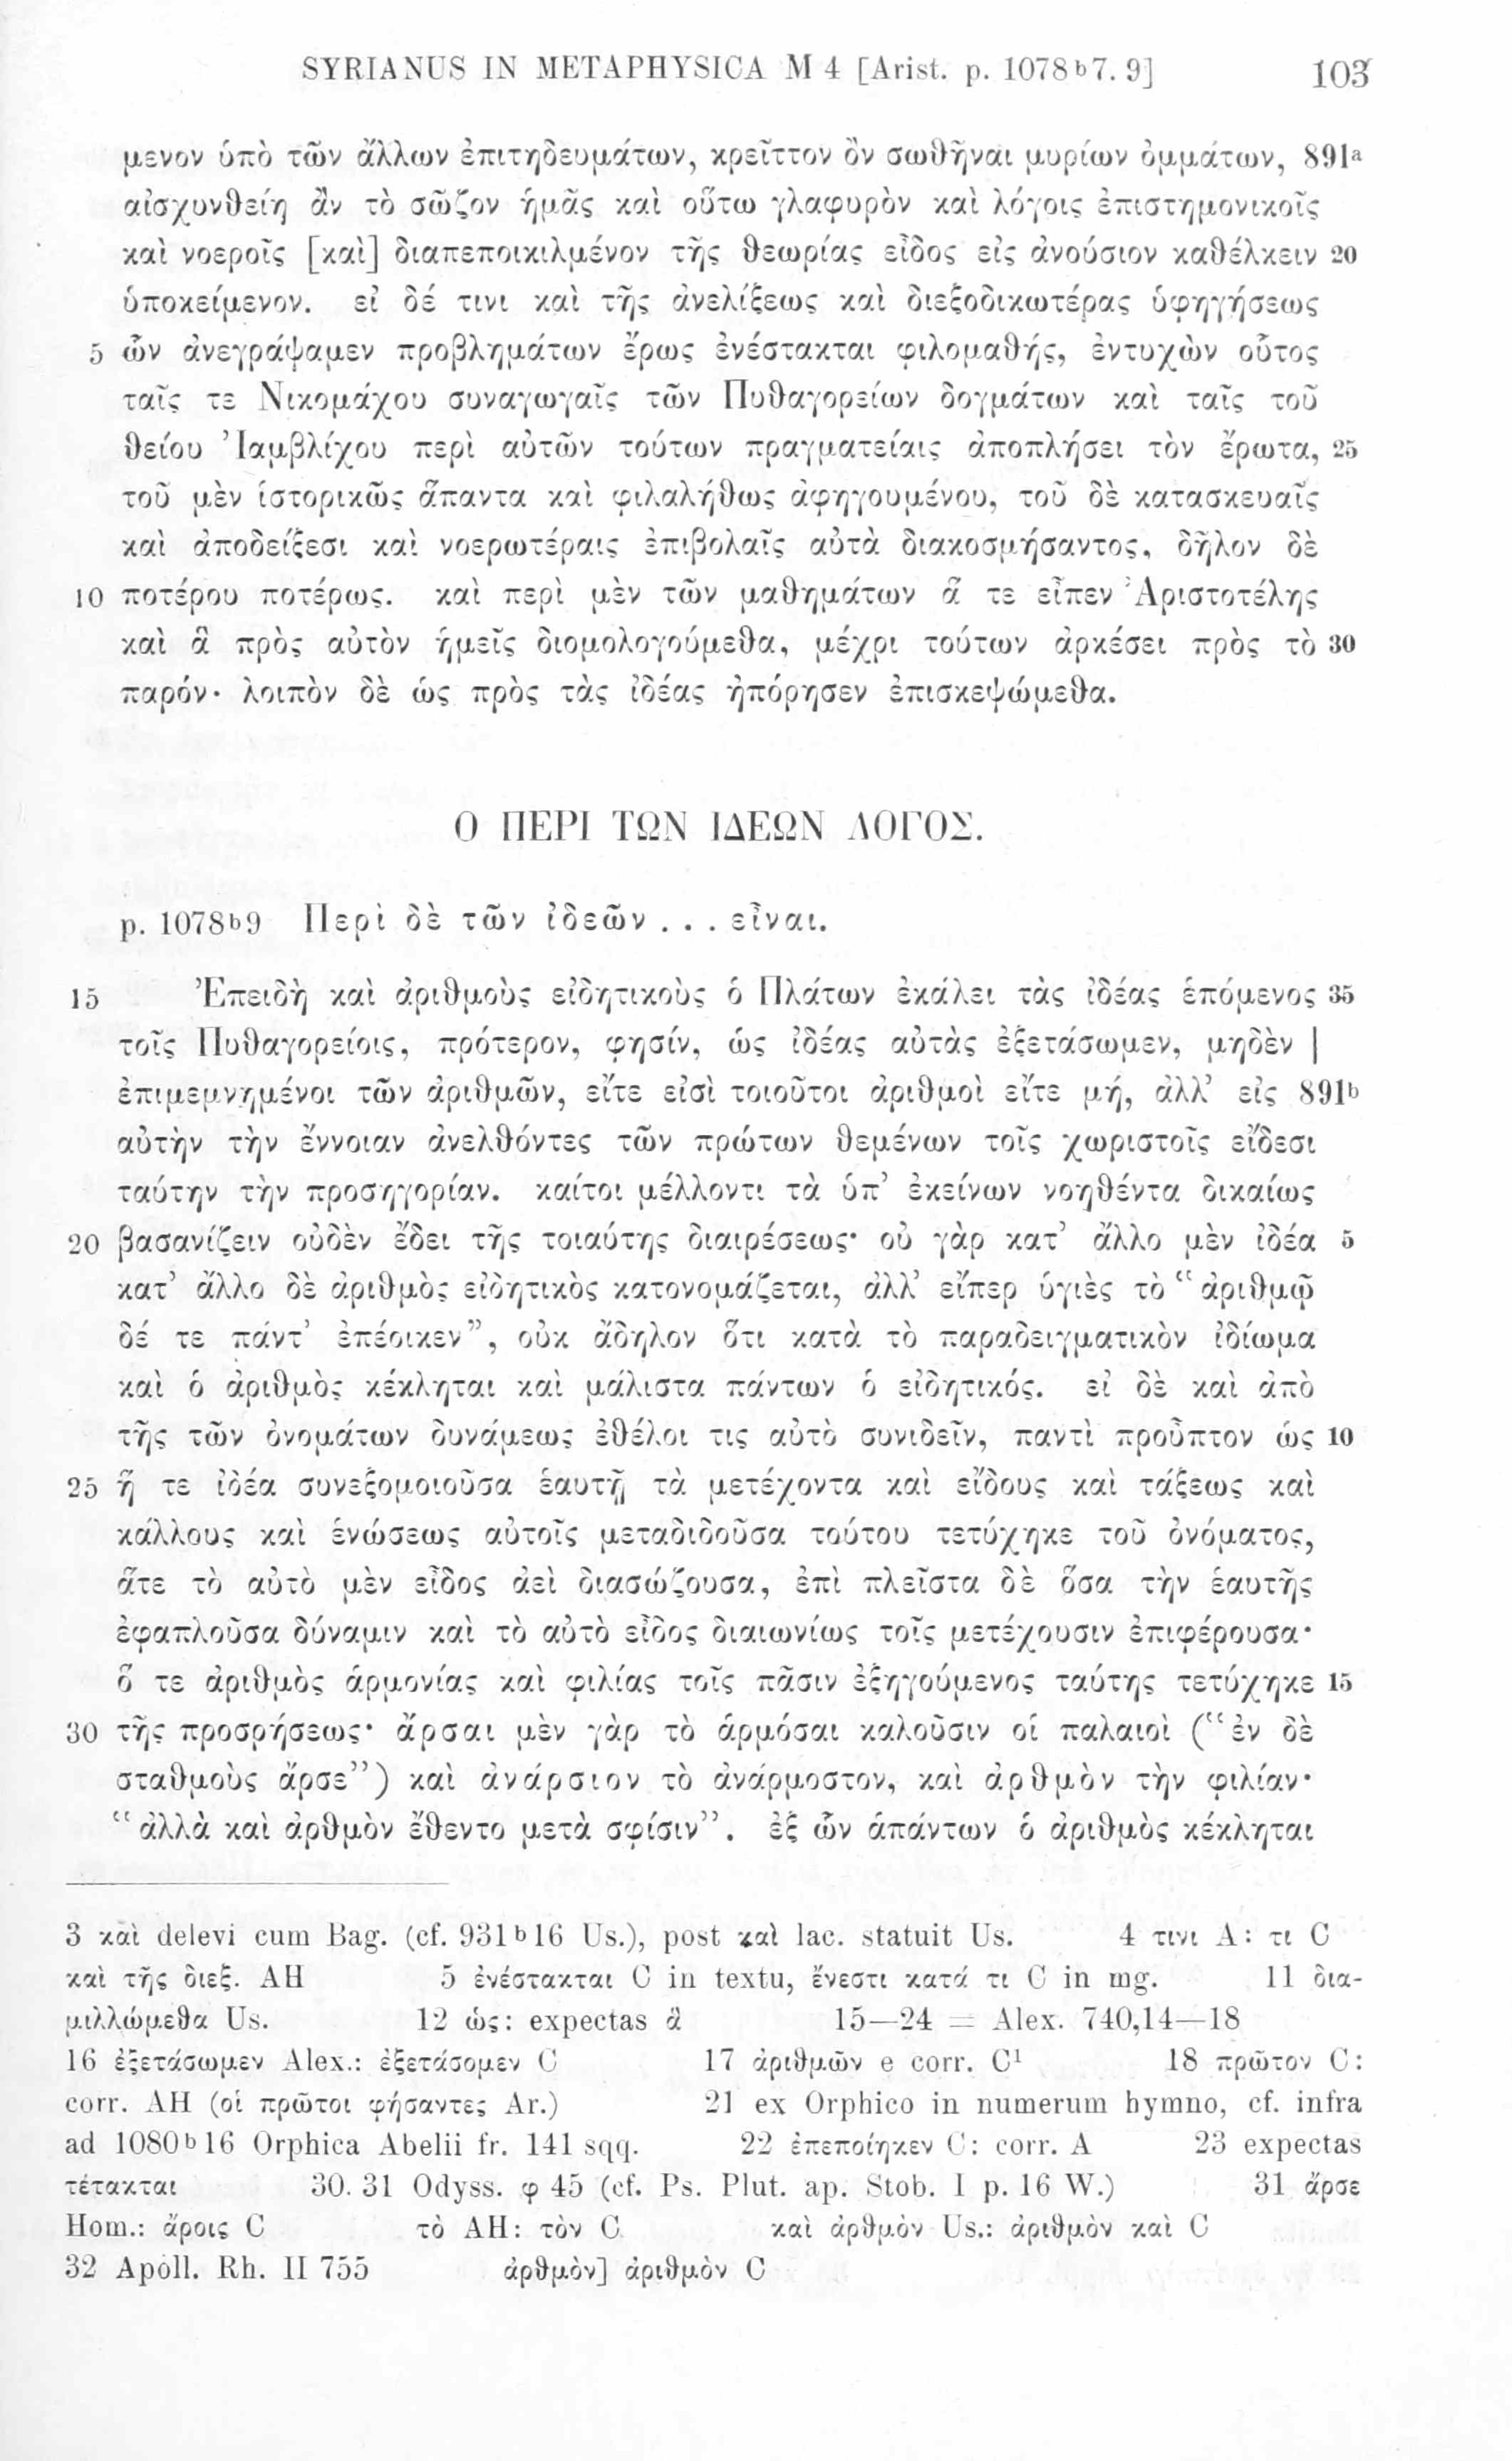 SYRIANUS IN METAPHYSICA M 4 [Arist. p. 1078ᵇ7. 9] 103
μενον ὑπὸ τῶν ἄλλων ἐπιτηδευμάτων, κρεῖττον ὂν σωθῆναι μυρίων ὀμμάτων, 891ᵃ
αἰσχυνθείη ἂν τὸ σῶζον ἡμᾶς καὶ οὕτω γλαφυρὸν καὶ λόγοις ἐπιστημονικοῖς
καὶ νοεροῖς [καὶ] διαπεποικιλμένον τῆς θεωρίας εἶδος εἰς ἀνούσιον καθέλκειν 20
ὑποκείμενον. εἰ δέ τινι καὶ τῆς ἀνελίξεως καὶ διεξοδικωτέρας ὑφηγήσεως
5 ὧν ἀνεγράψαμεν προβλημάτων ἔρως ἐνέστακται φιλομαθής, ἐντυχὼν οὗτος
ταῖς τε Νικομάχου συναγωγαῖς τῶν Πυθαγορείων δογμάτων καὶ ταῖς τοῦ
θείου Ἰαμβλίχου περὶ αὐτῶν τούτων πραγματείαις ἀποπλήσει τὸν ἔρωτα, 25
τοῦ μὲν ἱστορικῶς ἅπαντα καὶ φιλαλήθως ἀφηγουμένου, τοῦ δὲ κατασκευαῖς
καὶ ἀποδείξεσι καὶ νοερωτέραις ἐπιβολαῖς αὐτὰ διακοσμήσαντος, δῆλον δὲ
10 ποτέρου ποτέρως. καὶ περὶ μὲν τῶν μαθημάτων ἅ τε εἶπεν Ἀριστοτέλης
καὶ ἃ πρὸς αὐτὸν ἡμεῖς διομολογούμεθα, μέχρι τούτων ἀρκέσει πρὸς τὸ 30
παρόν· λοιπὸν δὲ ὡς πρὸς τὰς ἰδέας ἠπόρησεν ἐπισκεψώμεθα.
Ο ΠΕΡΙ ΤΩΝ ΙΔΕΩΝ ΛΟΓΟΣ.
p. 1078ᵇ9 Περὶ δὲ τῶν ἰδεῶν . . . εἶναι.
15 Ἐπειδὴ καὶ ἀριθμοὺς εἰδητικοὺς ὁ Πλάτων ἐκάλει τὰς ἰδέας ἑπόμενος 35
τοῖς Πυθαγορείοις, πρότερον, φησίν, ὡς ἰδέας αὐτὰς ἐξετάσωμεν, μηδὲν |
ἐπιμεμνημένοι τῶν ἀριθμῶν, εἴτε εἰσὶ τοιοῦτοι ἀριθμοὶ εἴτε μή, ἀλλ’ εἰς 891ᵇ
αὐτὴν τὴν ἔννοιαν ἀνελθόντες τῶν πρώτων θεμένων τοῖς χωριστοῖς εἴδεσι
ταύτην τὴν προσηγορίαν. καίτοι μέλλοντι τὰ ὑπ’ ἐκείνων νοηθέντα δικαίως
20 βασανίζειν οὐδὲν ἔδει τῆς τοιαύτης διαιρέσεως· οὐ γὰρ κατ’ ἄλλο μὲν ἰδέα 5
κατ’ ἄλλο δὲ ἀριθμὸς εἰδητικὸς κατονομάζεται, ἀλλ’ εἴπερ ὑγιὲς τὸ “ἀριθμῷ
δέ τε πάντ’ ἐπέοικεν”, οὐκ ἄδηλον ὅτι κατὰ τὸ παραδειγματικὸν ἰδίωμα
καὶ ὁ ἀριθμὸς κέκληται καὶ μάλιστα πάντων ὁ εἰδητικός. εἰ δὲ καὶ ἀπὸ
τῆς τῶν ὀνομάτων δυνάμεως ἐθέλοι τις αὐτὸ συνιδεῖν, παντὶ προὖπτον ὡς 10
25 ἥ τε ἰδέα συνεξομοιοῦσα ἑαυτῇ τὰ μετέχοντα καὶ εἴδους καὶ τάξεως καὶ
κάλλους καὶ ἑνώσεως αὐτοῖς μεταδιδοῦσα τούτου τετύχηκε τοῦ ὀνόματος,
ἅτε τὸ αὐτὸ μὲν εἶδος ἀεὶ διασώζουσα, ἐπὶ πλεῖστα δὲ ὅσα τὴν ἑαυτῆς
ἐφαπλοῦσα δύναμιν καὶ τὸ αὐτὸ εἶδος διαιωνίως τοῖς μετέχουσιν ἐπιφέρουσα·
ὅ τε ἀριθμὸς ἁρμονίας καὶ φιλίας τοῖς πᾶσιν ἐξηγούμενος ταύτης τετύχηκε 15
30 τῆς προσρήσεως· ἄρσαι μὲν γὰρ τὸ ἁρμόσαι καλοῦσιν οἱ παλαιοὶ (“ἐν δὲ
σταθμοὺς ἄρσε”) καὶ ἀνάρσιον τὸ ἀνάρμοστον, καὶ ἀρθμὸν τὴν φιλίαν·
“ἀλλὰ καὶ ἀρθμὸν ἔθεντο μετὰ σφίσιν”. ἐξ ὧν ἁπάντων ὁ ἀριθμὸς κέκληται
3 καὶ delevi cum Bag. (cf. 931ᵇ16 Us.), post καὶ lac. statuit Us. 4 τινι A: τι C
καὶ τῆς διεξ. AH 5 ἐνέστακται C in textu, ἔνεστι κατά τι C in mg. 11 δια-
μιλλώμεθα Us. 12 ὡς: expectas ἃ 15—24 = Alex. 740,14—18
16 ἐξετάσωμεν Alex.: ἐξετάσομεν C 17 ἀριθμῶν e corr. C¹ 18 πρῶτον C:
corr. AH (οἱ πρῶτοι φήσαντες Ar.) 21 ex Orphico in numerum hymno, cf. infra
ad 1080ᵇ16 Orphica Abelii fr. 141 sqq. 22 ἐπεποίηκεν C: corr. A 23 expectas
τέτακται 30. 31 Odyss. φ 45 (cf. Ps. Plut. ap. Stob. I p. 16 W.) 31 ἄρσε
Hom.: ἄροις C τὸ AH: τὸν C καὶ ἀρθμὸν Us.: ἀριθμὸν καὶ C
32 Apoll. Rh. II 755 ἀρθμὸν] ἀριθμὸν C